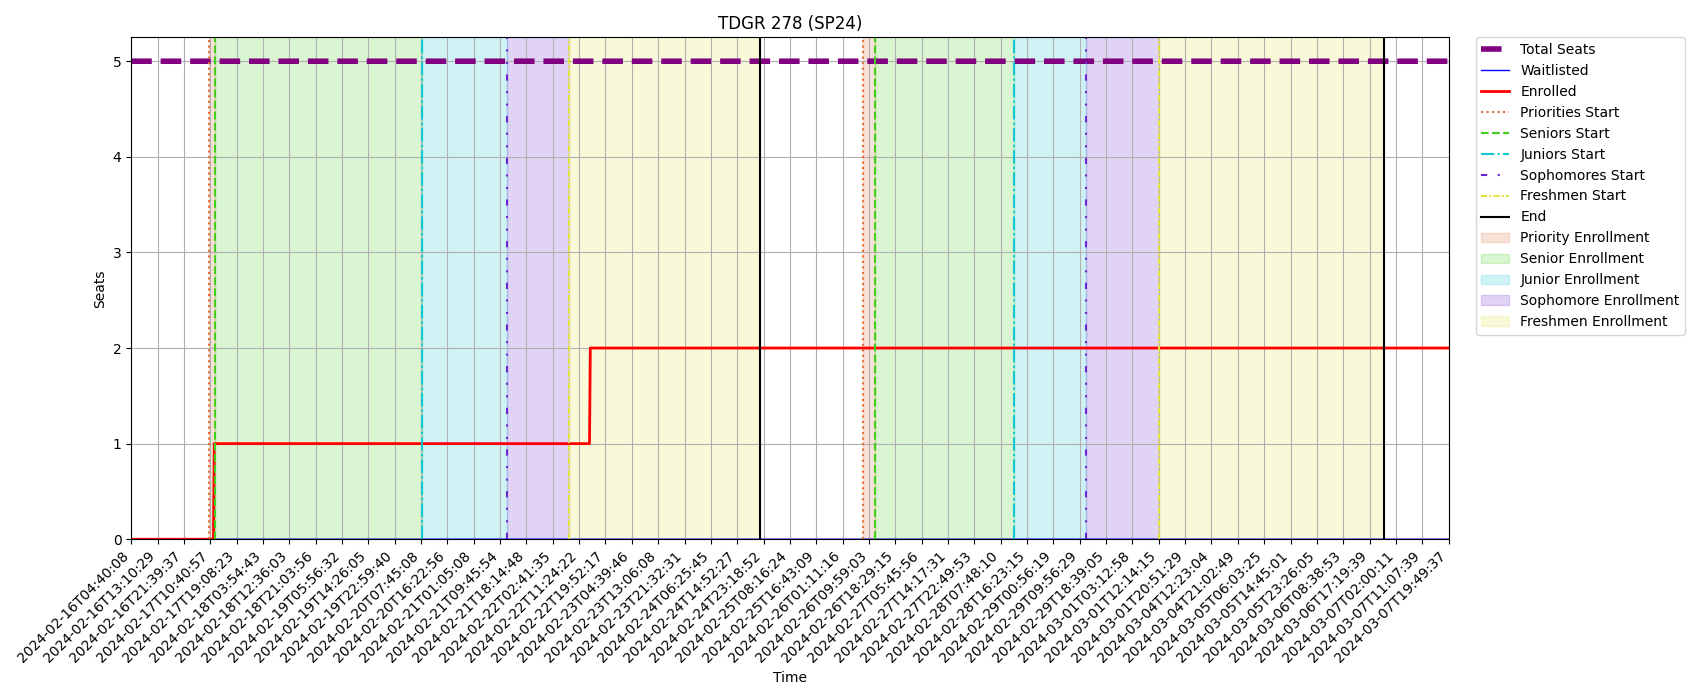 TDGR 278 (SP24)
Seats
5
4
3
2
1
0
2024-02-16T04:40:08
2024-02-16T13:10:29
2024-02-16T21:39:37
2024-02-17T10:40:57
2024-02-17T19:08:23
2024-02-18T03:54:43
2024-02-18T12:36:03
2024-02-18T21:03:56
2024-02-19T05:56:32
2024-02-19T14:26:05
2024-02-19T22:59:40
2024-02-20T07:45:08
2024-02-20T16:22:56
2024-02-21T01:05:08
2024-02-21T09:45:54
2024-02-21T18:14:48
2024-02-22T02:41:35
2024-02-22T11:24:22
2024-02-22T19:52:17
2024-02-23T04:39:46
2024-02-23T13:06:08
2024-02-23T21:32:31
2024-02-24T06:25:45
2024-02-24T14:52:27
2024-02-24T23:18:52
2024-02-25T08:16:24
2024-02-25T16:43:09
2024-02-26T01:11:16
2024-02-26T09:59:03
2024-02-26T18:29:15
2024-02-27T05:45:56
2024-02-27T14:17:31
2024-02-27T22:49:53
2024-02-28T07:48:10
2024-02-28T16:23:15
2024-02-29T00:56:19
2024-02-29T09:56:29
2024-02-29T18:39:05
2024-03-01T03:12:58
2024-03-01T12:14:15
2024-03-01T20:51:29
2024-03-04T12:23:04
2024-03-04T21:02:49
2024-03-05T06:03:25
2024-03-05T14:45:01
2024-03-05T23:26:05
2024-03-06T08:38:53
2024-03-06T17:19:39
2024-03-07T02:00:11
2024-03-07T11:07:39
2024-03-07T19:49:37
Time
Total Seats
Waitlisted
Enrolled
Priorities Start
Seniors Start
Juniors Start
Sophomores Start
Freshmen Start
End
Priority Enrollment
Senior Enrollment
Junior Enrollment
Sophomore Enrollment
Freshmen Enrollment